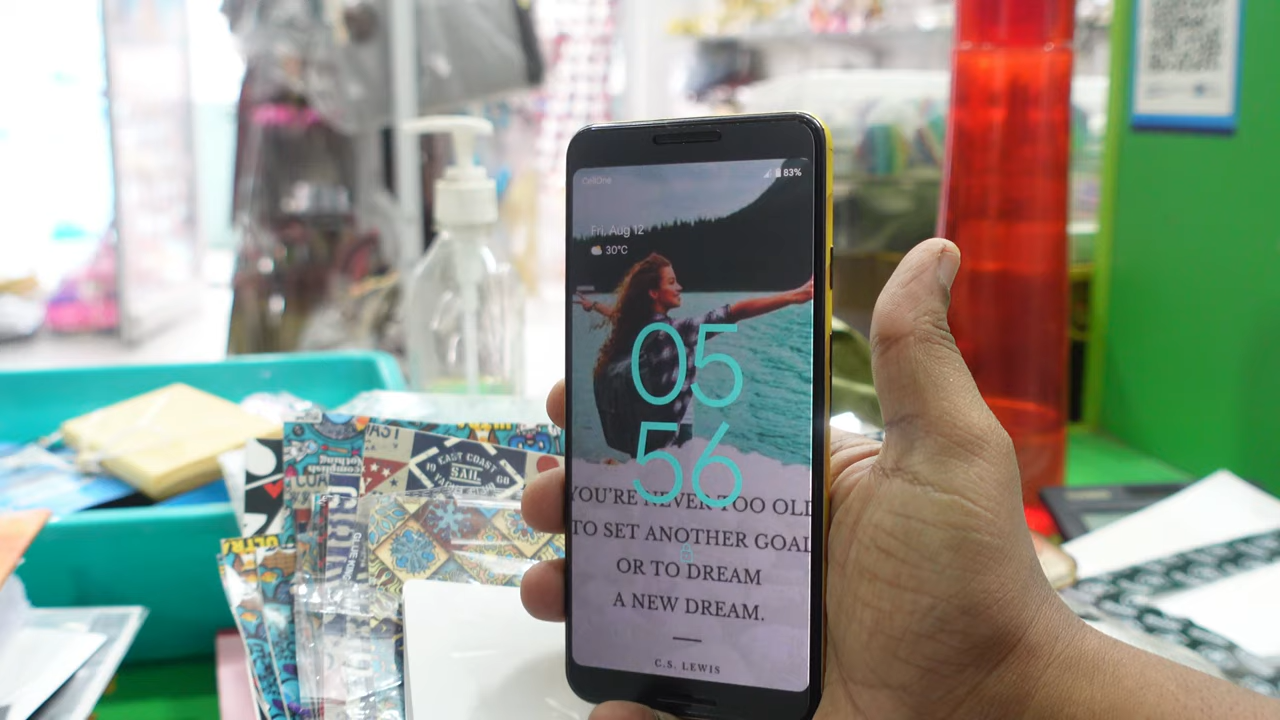 CellOne
83%
Fri, Aug 12
30°C
05
56
YOU'RE NEVER TOO OLD
TO SET ANOTHER GOAL
OR TO DREAM
A NEW DREAM.
C.S. LEWIS
EAST COAST
SAIL
ULTRA